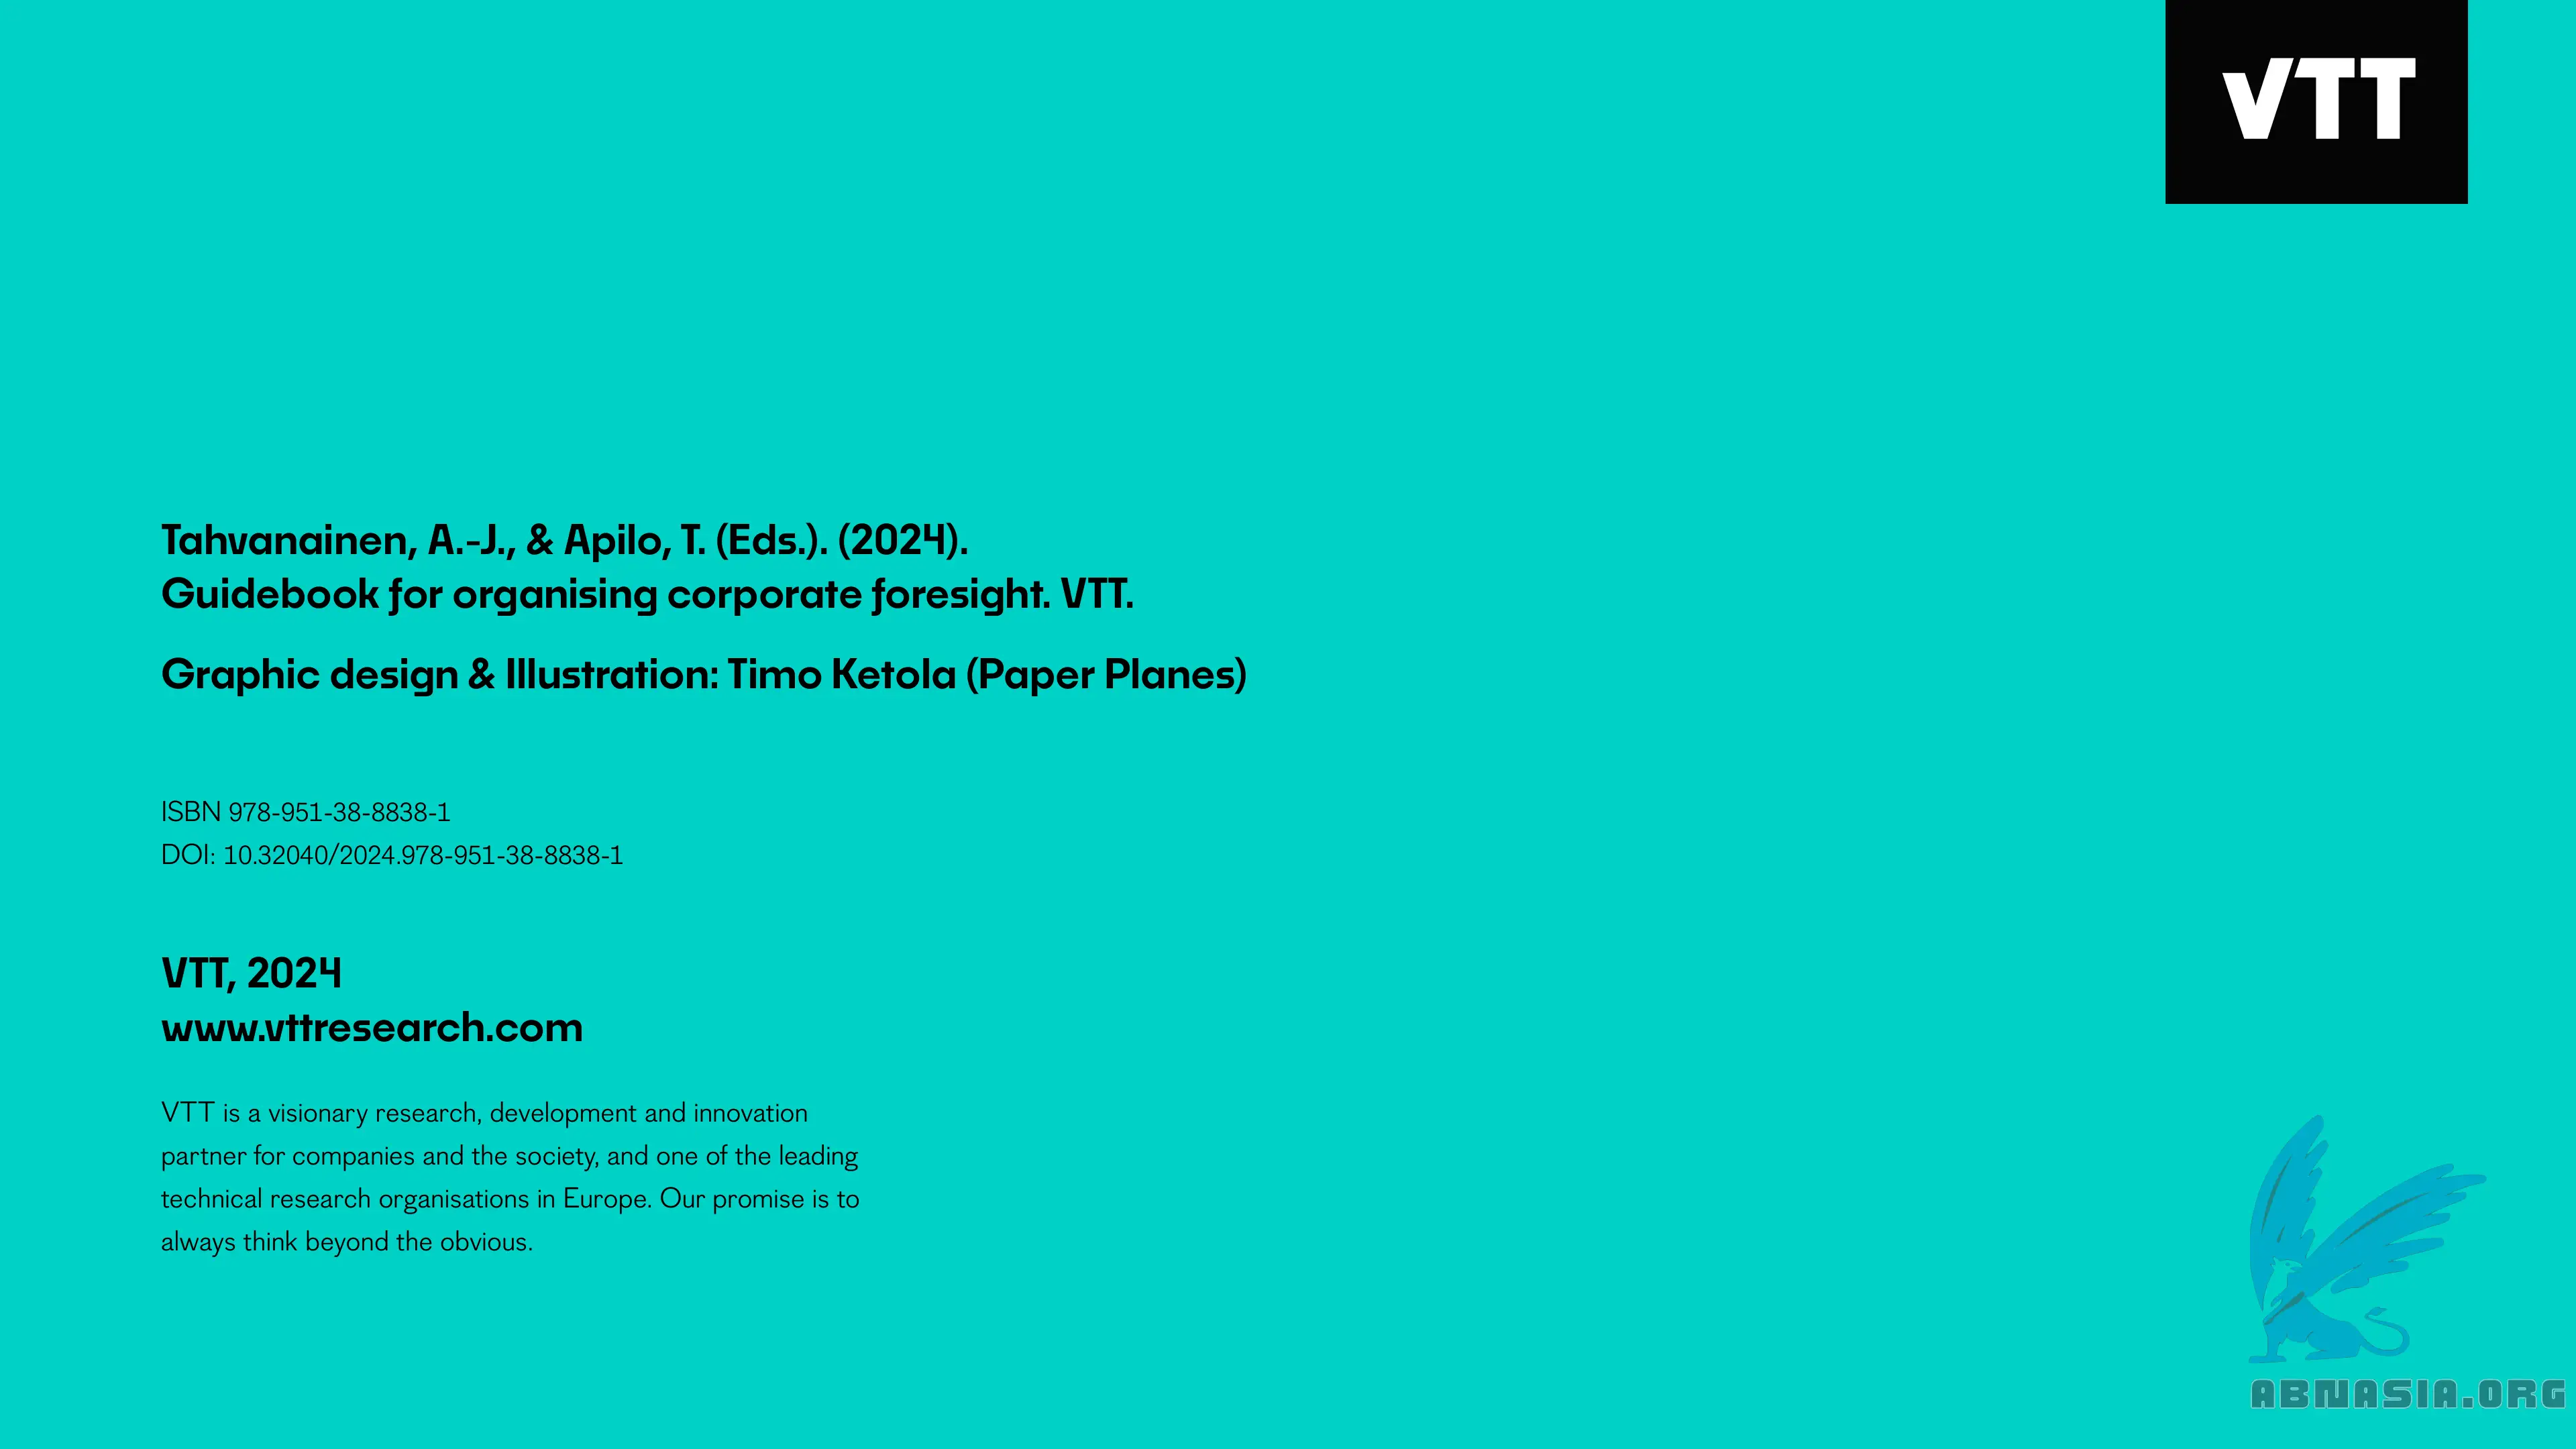 VTT
Tahvanainen, A.-J., & Apilo, T. (Eds.). (2024).
Guidebook for organising corporate foresight. VTT.
Graphic design & Illustration: Timo Ketola (Paper Planes)
ISBN 978-951-38-8838-1
DOI: 10.32040/2024.978-951-38-8838-1
VTT, 2024
www.vttresearch.com
VTT is a visionary research, development and innovation
partner for companies and the society, and one of the leading
technical research organisations in Europe. Our promise is to
always think beyond the obvious.
ABNASIA.ORG